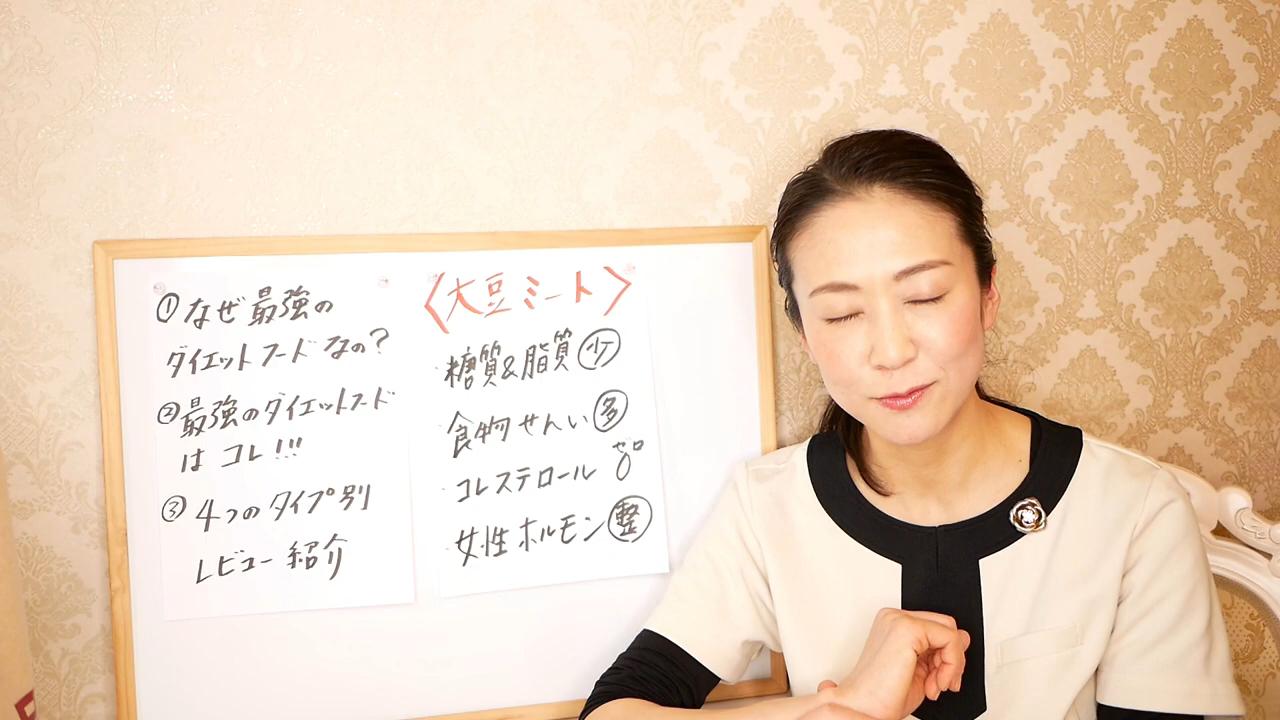 ①なぜ最強の
ダイエットフードなの?
②最強のダイエットフード
は コレ!!!
③4つのタイプ別
レビュー紹介
〈大豆ミート〉
・糖質&脂質 少
・食物せんい 多
・コレステロール ゼロ
・女性ホルモン 整